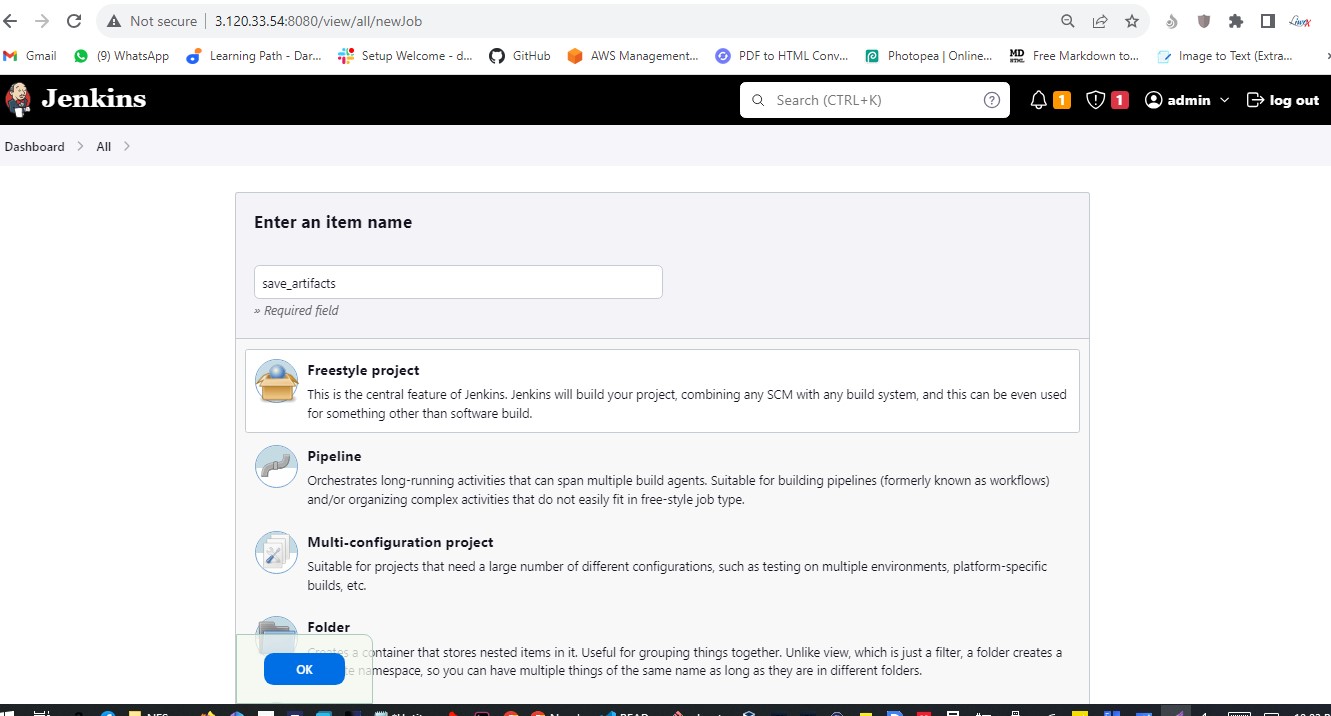 Not secure 3.120.33.54:8080/view/all/newJob
Gmail (9) WhatsApp Learning Path - Dar... Setup Welcome - d... GitHub AWS Management... PDF to HTML Conv... Photopea | Online... MD Free Markdown to... Image to Text (Extra...
Jenkins Search (CTRL+K) ? 1 1 admin log out
Dashboard All
Enter an item name
save_artifacts
» Required field
Freestyle project
This is the central feature of Jenkins. Jenkins will build your project, combining any SCM with any build system, and this can be even used
for something other than software build.
Pipeline
Orchestrates long-running activities that can span multiple build agents. Suitable for building pipelines (formerly known as workflows)
and/or organizing complex activities that do not easily fit in free-style job type.
Multi-configuration project
Suitable for projects that need a large number of different configurations, such as testing on multiple environments, platform-specific
builds, etc.
Folder
Creates a container that stores nested items in it. Useful for grouping things together. Unlike view, which is just a filter, a folder creates a
namespace, so you can have multiple things of the same name as long as they are in different folders.
OK